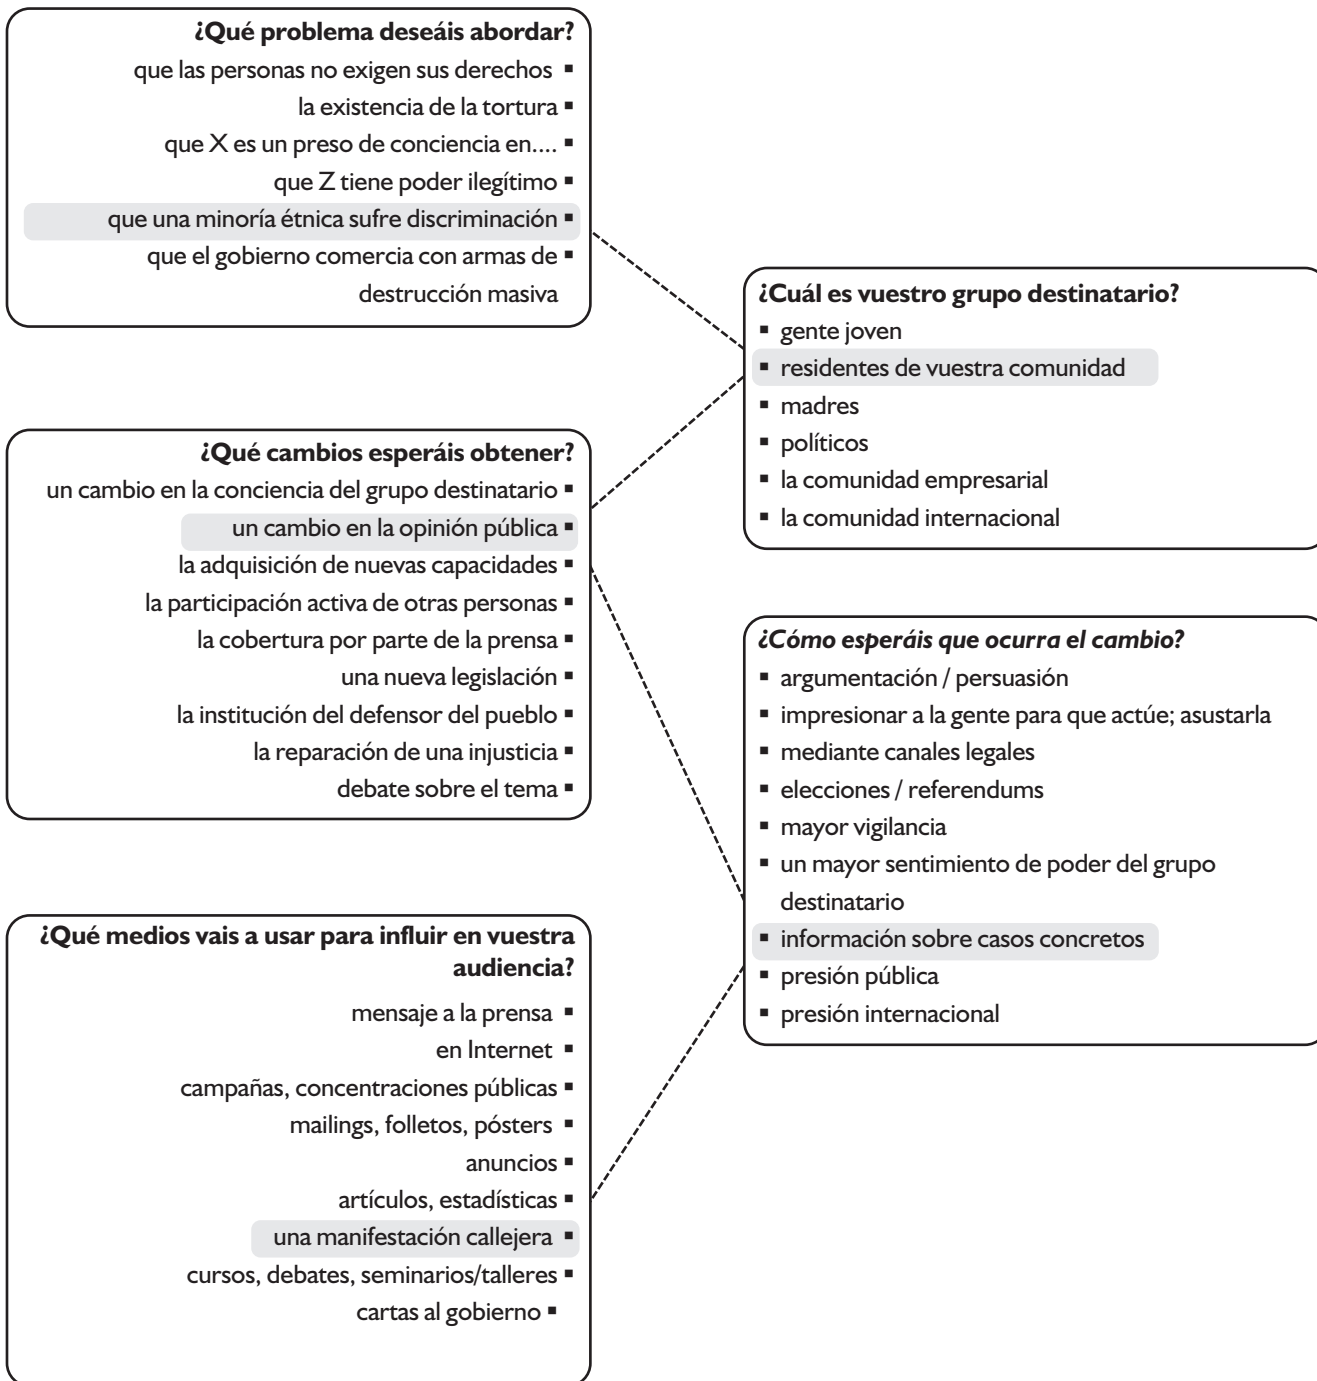 ¿Qué problema deseáis abordar?
que las personas no exigen sus derechos ▪
la existencia de la tortura ▪
que X es un preso de conciencia en.... ▪
que Z tiene poder ilegítimo ▪
que una minoría étnica sufre discriminación ▪
que el gobierno comercia con armas de ▪
destrucción masiva
¿Cuál es vuestro grupo destinatario?
▪ gente joven
▪ residentes de vuestra comunidad
▪ madres
▪ políticos
▪ la comunidad empresarial
▪ la comunidad internacional
¿Qué cambios esperáis obtener?
un cambio en la conciencia del grupo destinatario ▪
un cambio en la opinión pública ▪
la adquisición de nuevas capacidades ▪
la participación activa de otras personas ▪
la cobertura por parte de la prensa ▪
una nueva legislación ▪
la institución del defensor del pueblo ▪
la reparación de una injusticia ▪
debate sobre el tema ▪
¿Cómo esperáis que ocurra el cambio?
▪ argumentación / persuasión
▪ impresionar a la gente para que actúe; asustarla
▪ mediante canales legales
▪ elecciones / referendums
▪ mayor vigilancia
▪ un mayor sentimiento de poder del grupo
destinatario
▪ información sobre casos concretos
▪ presión pública
▪ presión internacional
¿Qué medios vais a usar para influir en vuestra
audiencia?
mensaje a la prensa ▪
en Internet ▪
campañas, concentraciones públicas ▪
mailings, folletos, pósters ▪
anuncios ▪
artículos, estadísticas ▪
una manifestación callejera ▪
cursos, debates, seminarios/talleres ▪
cartas al gobierno ▪